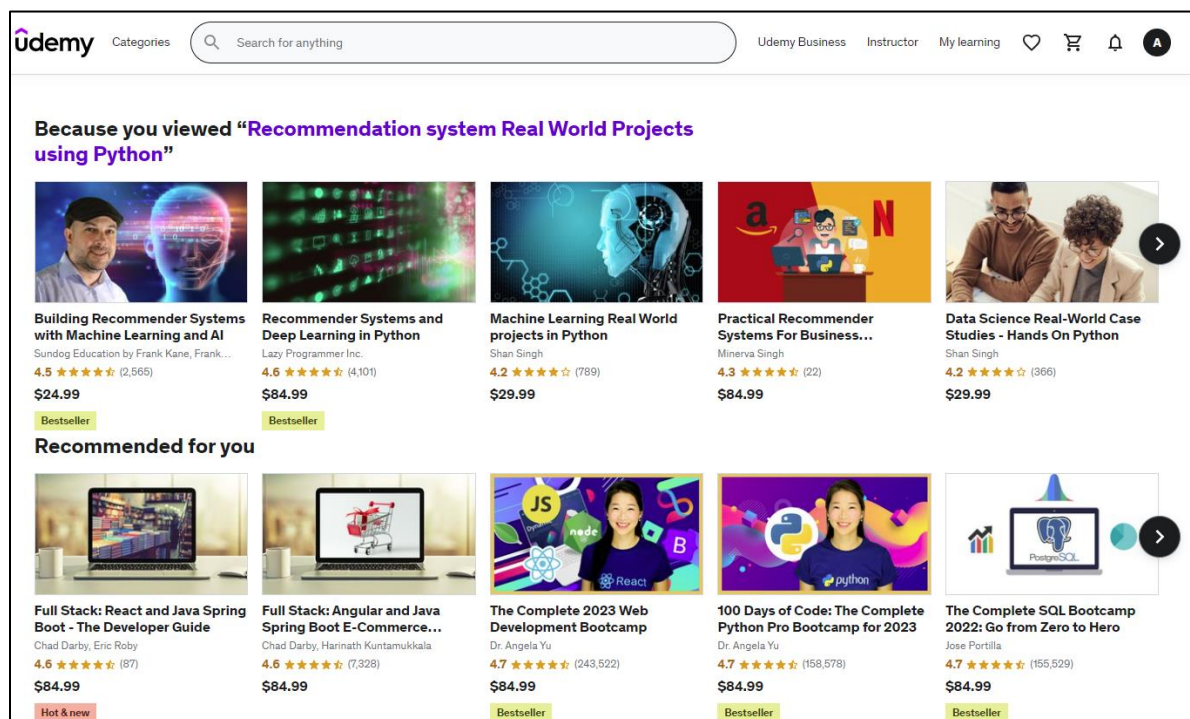 ûdemy Categories Search for anything Udemy Business Instructor My learning A
Because you viewed “Recommendation system Real World Projects
using Python”
a N
Building Recommender Systems
with Machine Learning and AI
Sundog Education by Frank Kane, Frank...
4.5 (2,565)
$24.99
Bestseller
Recommender Systems and
Deep Learning in Python
Lazy Programmer Inc.
4.6 (4,101)
$84.99
Bestseller
Machine Learning Real World
projects in Python
Shan Singh
4.2 (789)
$29.99
Practical Recommender
Systems For Business...
Minerva Singh
4.3 (22)
$84.99
Data Science Real-World Case
Studies - Hands On Python
Shan Singh
4.2 (366)
$29.99
Recommended for you
Full Stack: React and Java Spring
Boot - The Developer Guide
Chad Darby, Eric Roby
4.6 (87)
$84.99
Hot & new
Full Stack: Angular and Java
Spring Boot E-Commerce...
Chad Darby, Harinath Kuntamukkala
4.6 (7,328)
$84.99
JS
node
B
React
The Complete 2023 Web
Development Bootcamp
Dr. Angela Yu
4.7 (243,522)
$84.99
Bestseller
python
100 Days of Code: The Complete
Python Pro Bootcamp for 2023
Dr. Angela Yu
4.7 (158,578)
$84.99
Bestseller
PostgreSQL
The Complete SQL Bootcamp
2022: Go from Zero to Hero
Jose Portilla
4.7 (155,529)
$84.99
Bestseller